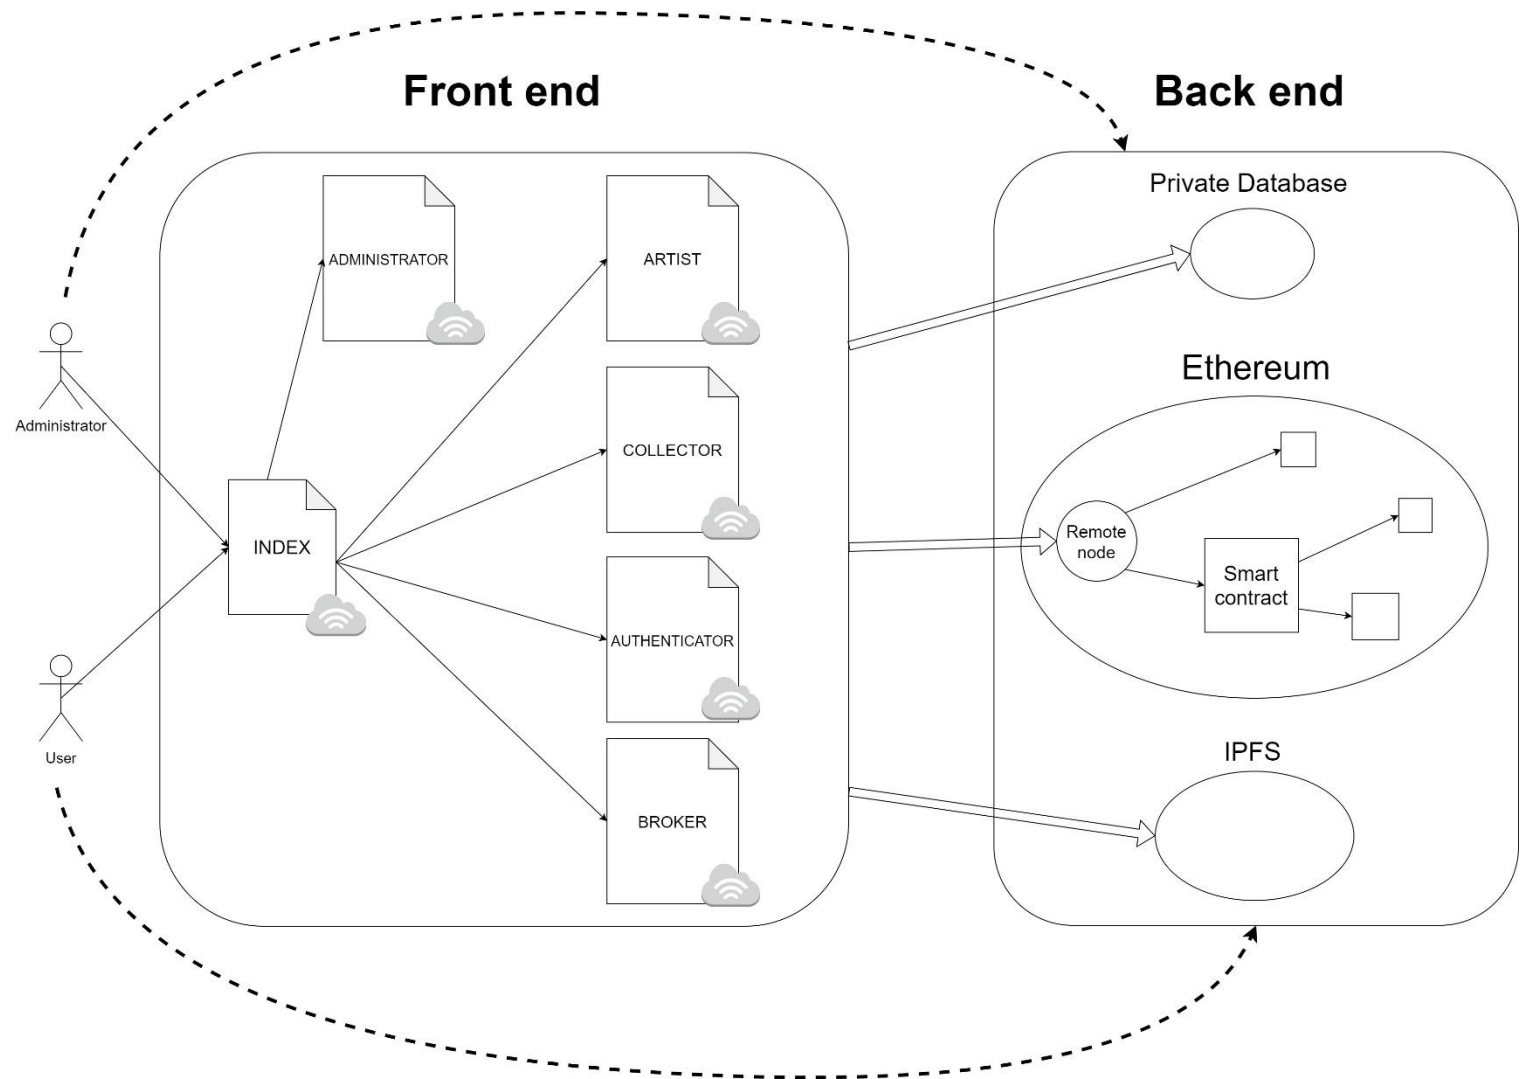 Front end
Back end
Private Database
ADMINISTRATOR
ARTIST
Ethereum
Administrator
COLLECTOR
INDEX
Remote
node
Smart
contract
AUTHENTICATOR
User
IPFS
BROKER